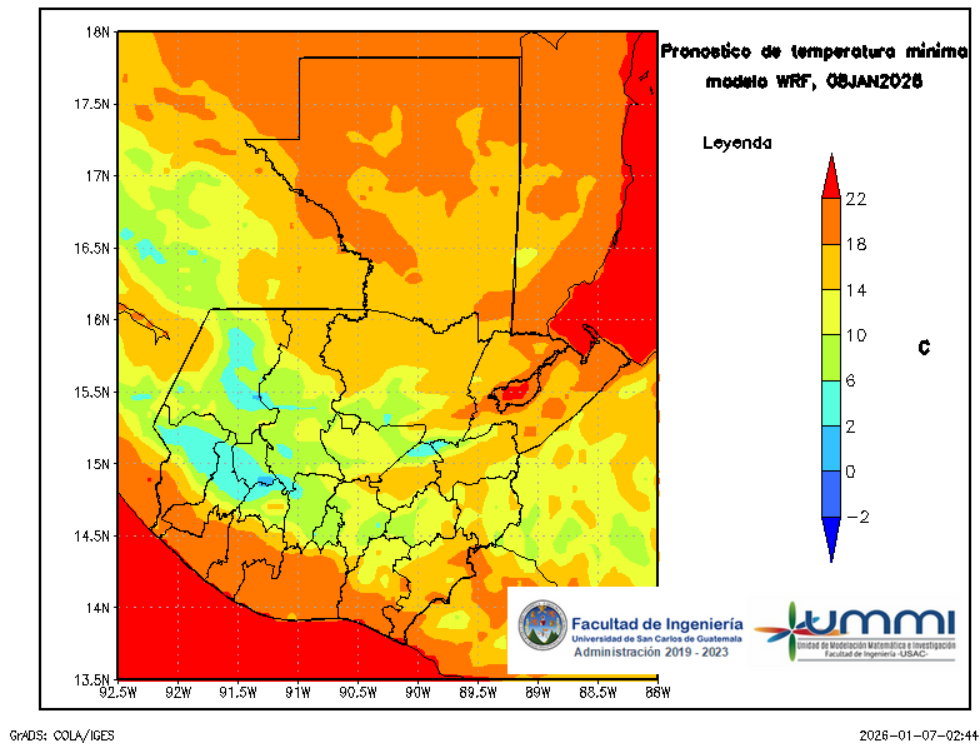 Pronostico de temperatura minima
modelo WRF, 08JAN2026
Leyenda
22
18
14
10
6
2
0
−2
C
18N
17.5N
17N
16.5N
16N
15.5N
15N
14.5N
14N
13.5N
92.5W 92W 91.5W 91W 90.5W 90W 89.5W 89W 88.5W 88W
Facultad de Ingeniería
Universidad de San Carlos de Guatemala
Administración 2019 - 2023
ummi
Unidad de Modelación Matemática e Investigación
Facultad de Ingeniería -USAC-
GrADS: COLA/IGES
2026-01-07-02:44